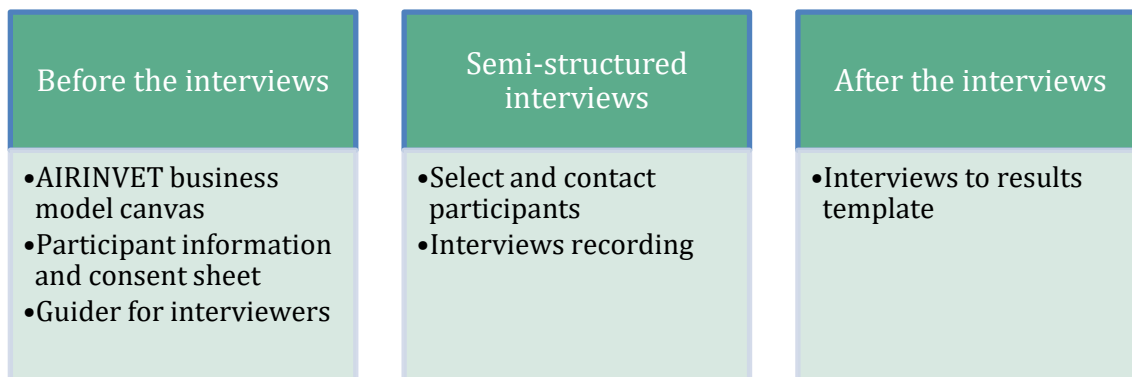 Before the interviews
•AIRINVET business
model canvas
•Participant information
and consent sheet
•Guider for interviewers
Semi-structured
interviews
•Select and contact
participants
•Interviews recording
After the interviews
•Interviews to results
template